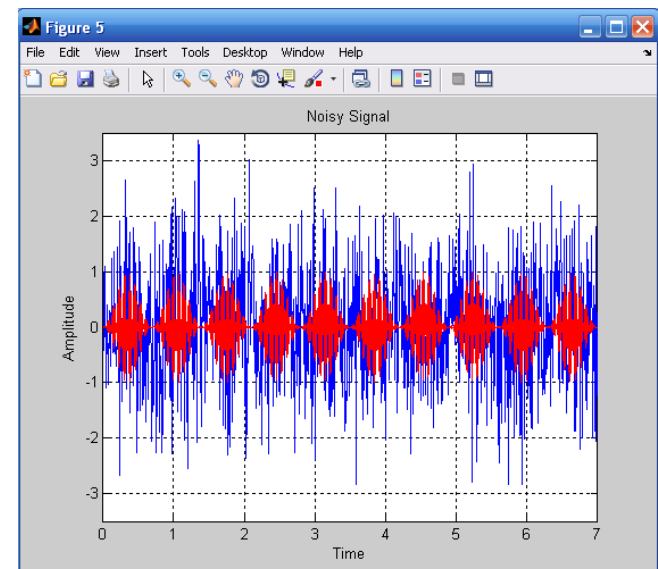 Figure 5
File Edit View Insert Tools Desktop Window Help
Noisy Signal
3
2
1
0
-1
-2
-3
Amplitude
0 1 2 3 4 5 6 7
Time